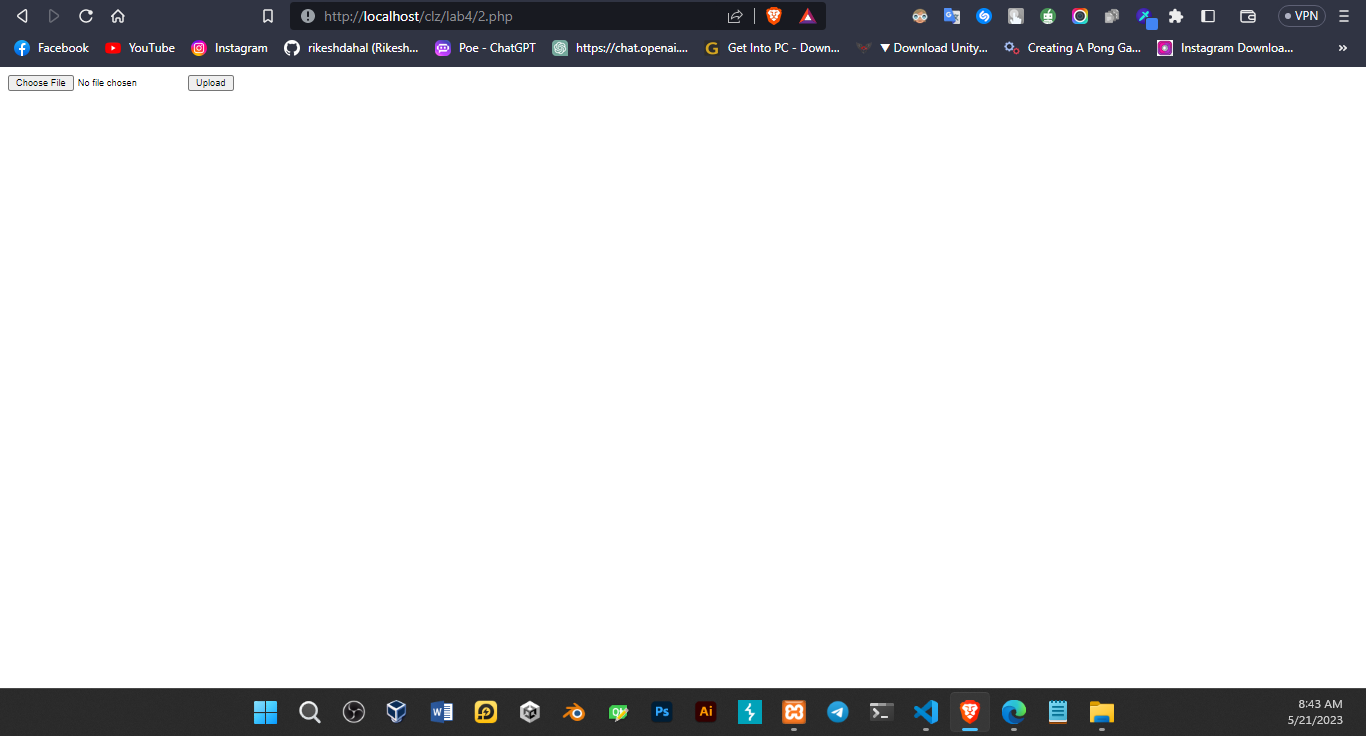 http://localhost/clz/lab4/2.php VPN
Facebook YouTube Instagram rikeshdahal (Rikesh... Poe - ChatGPT https://chat.openai.... Get Into PC - Down... ▼ Download Unity... Creating A Pong Ga... Instagram Downloa... »
Choose File No file chosen Upload
Ps Ai
8:43 AM
5/21/2023